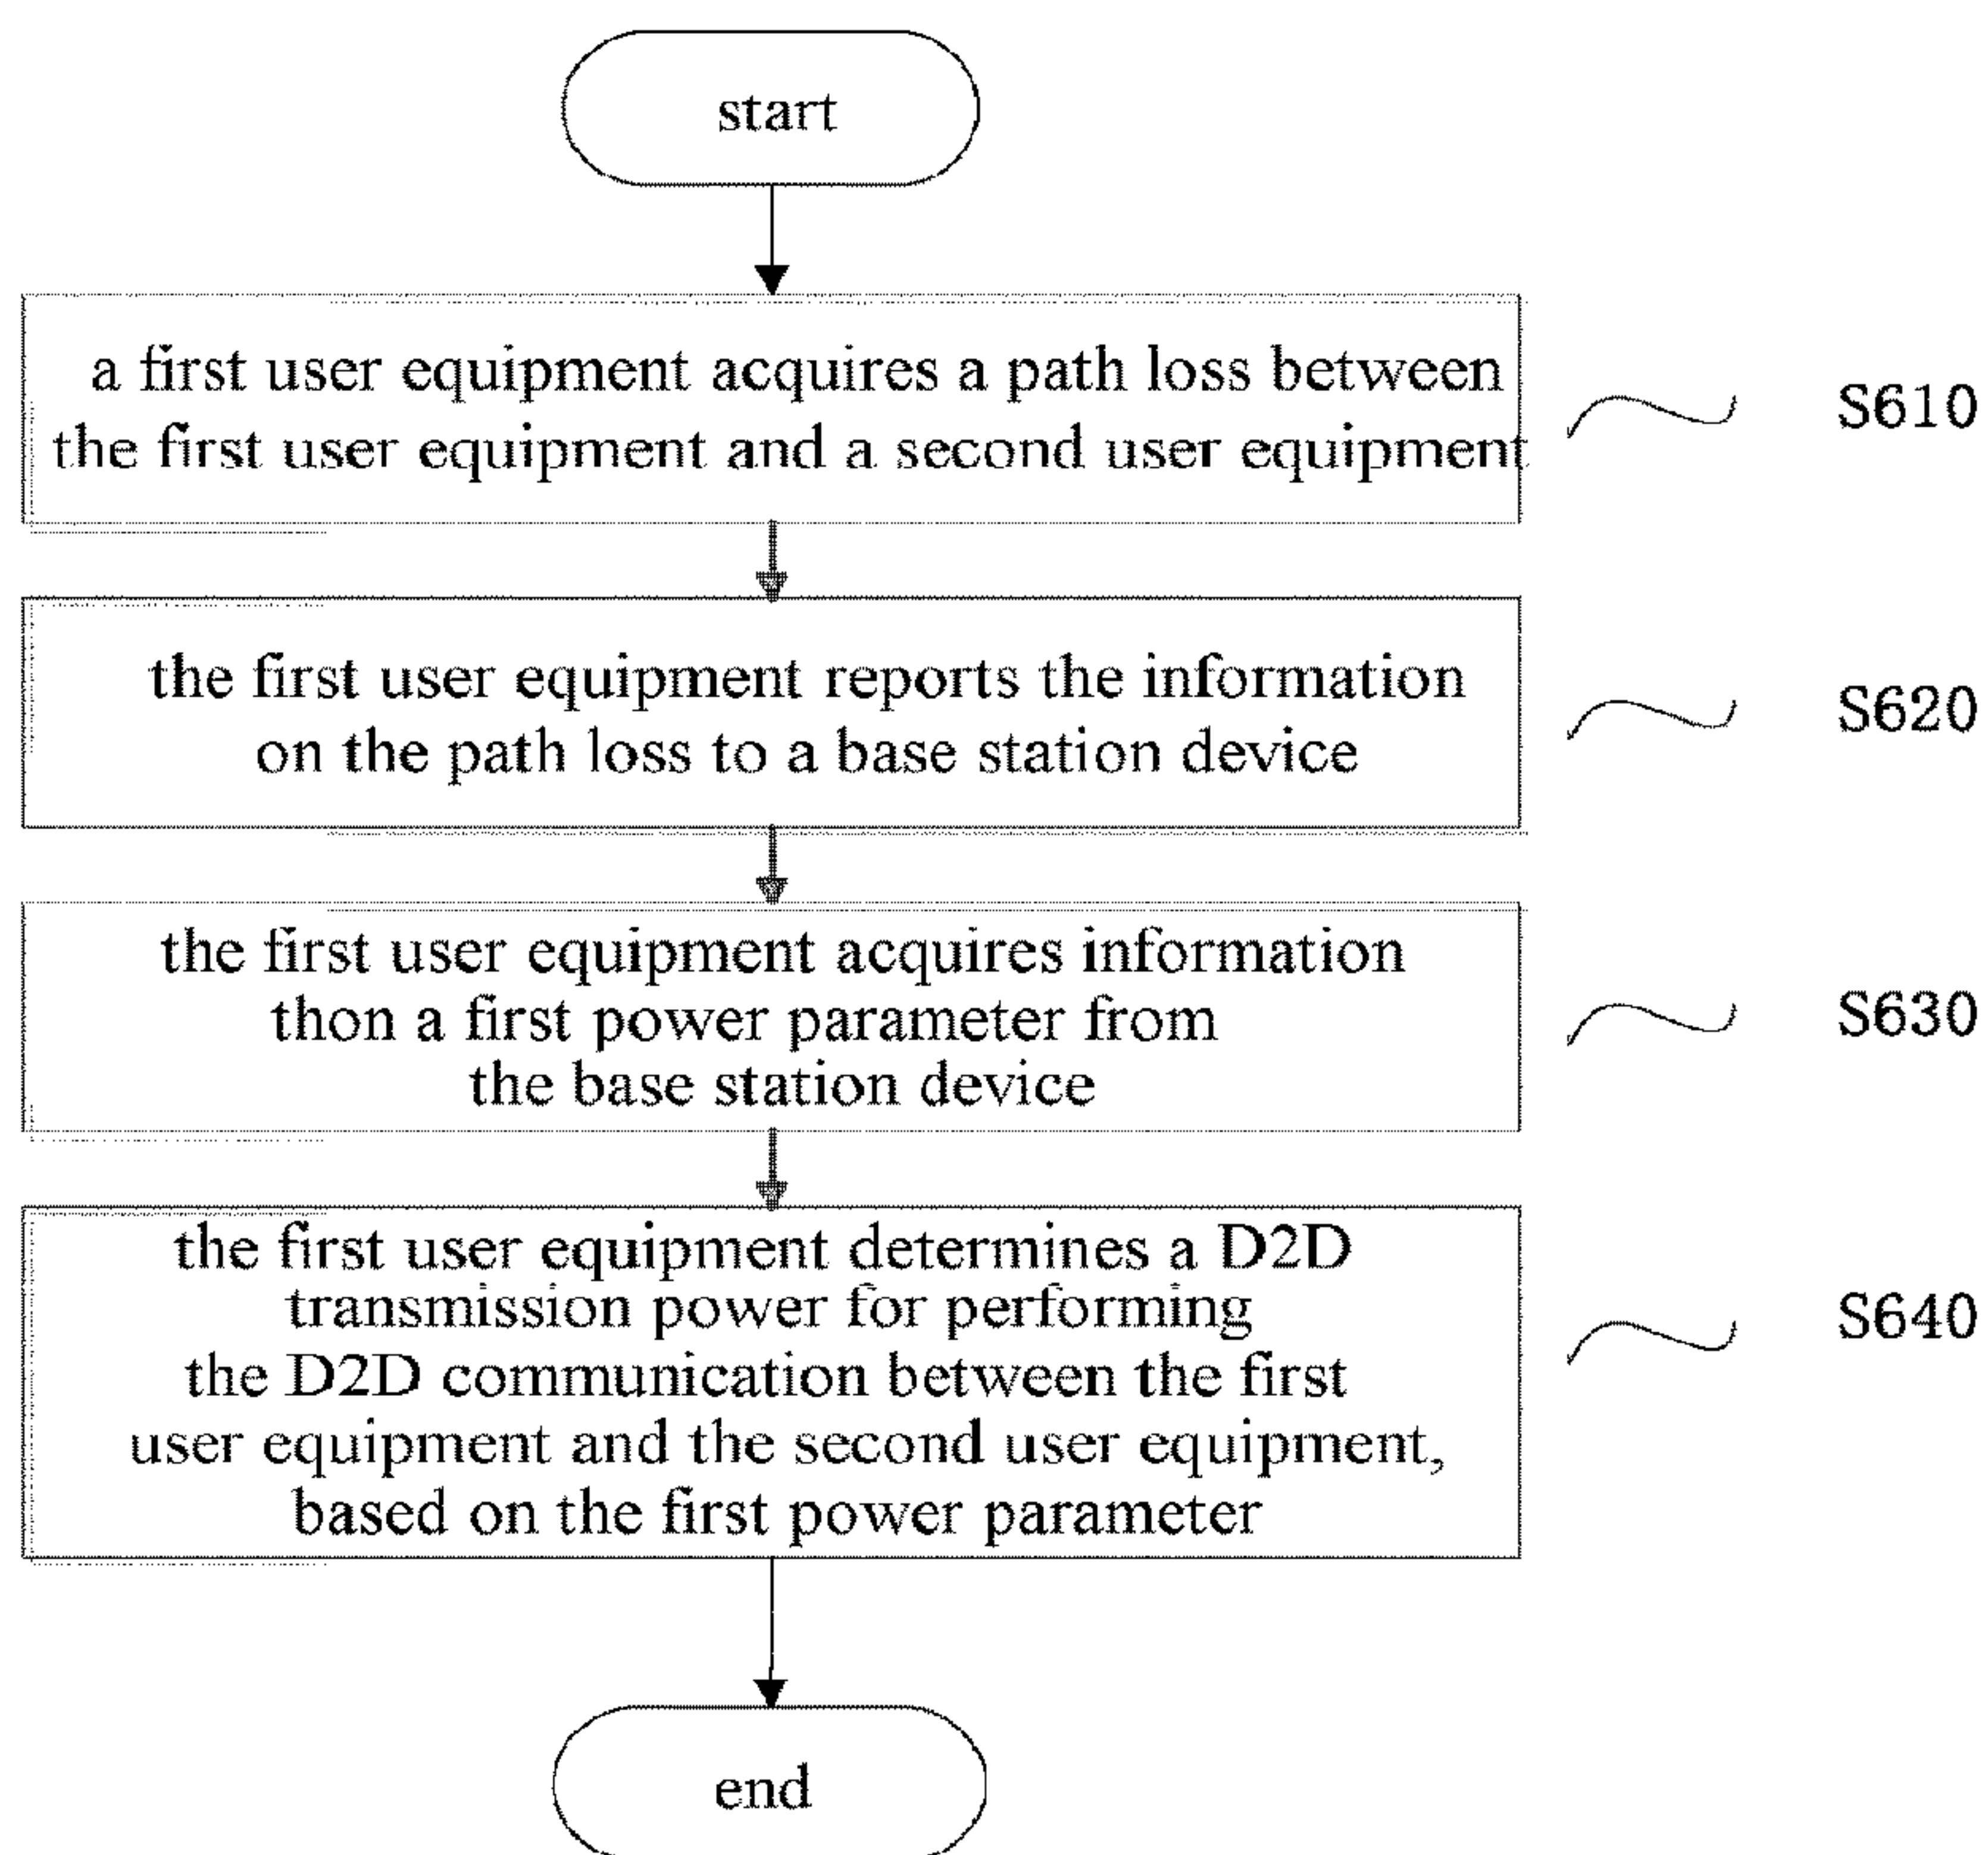 start
a first user equipment acquires a path loss between
the first user equipment and a second user equipment
S610
the first user equipment reports the information
on the path loss to a base station device
S620
the first user equipment acquires information
thon a first power parameter from
the base station device
S630
the first user equipment determines a D2D
transmission power for performing
the D2D communication between the first
user equipment and the second user equipment,
based on the first power parameter
S640
end